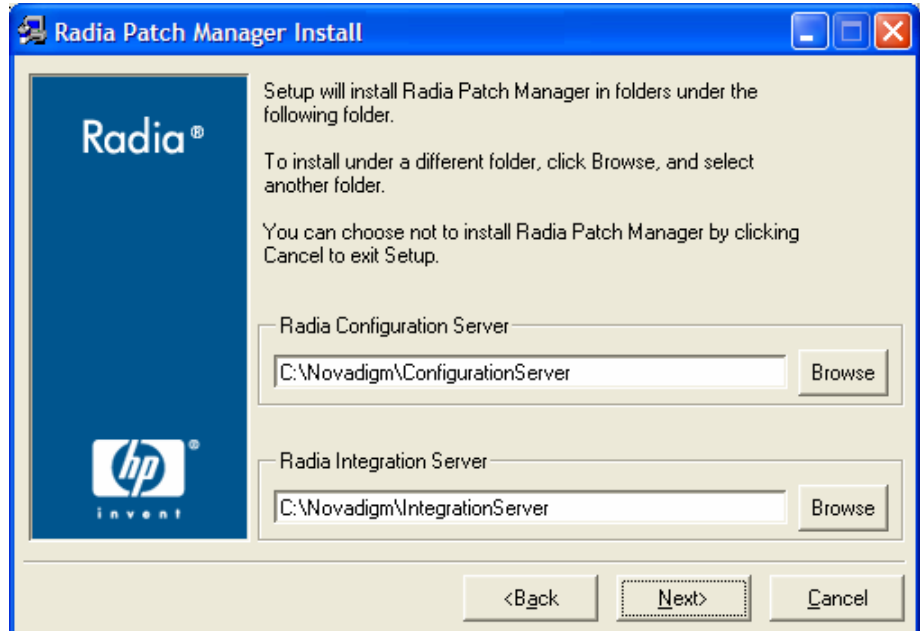 Radia Patch Manager Install
Radia®
Setup will install Radia Patch Manager in folders under the
following folder.
To install under a different folder, click Browse, and select
another folder.
You can choose not to install Radia Patch Manager by clicking
Cancel to exit Setup.
Radia Configuration Server
C:\Novadigm\ConfigurationServer
Browse
Radia Integration Server
C:\Novadigm\IntegrationServer
Browse
hp®
invent
<Back
Next>
Cancel